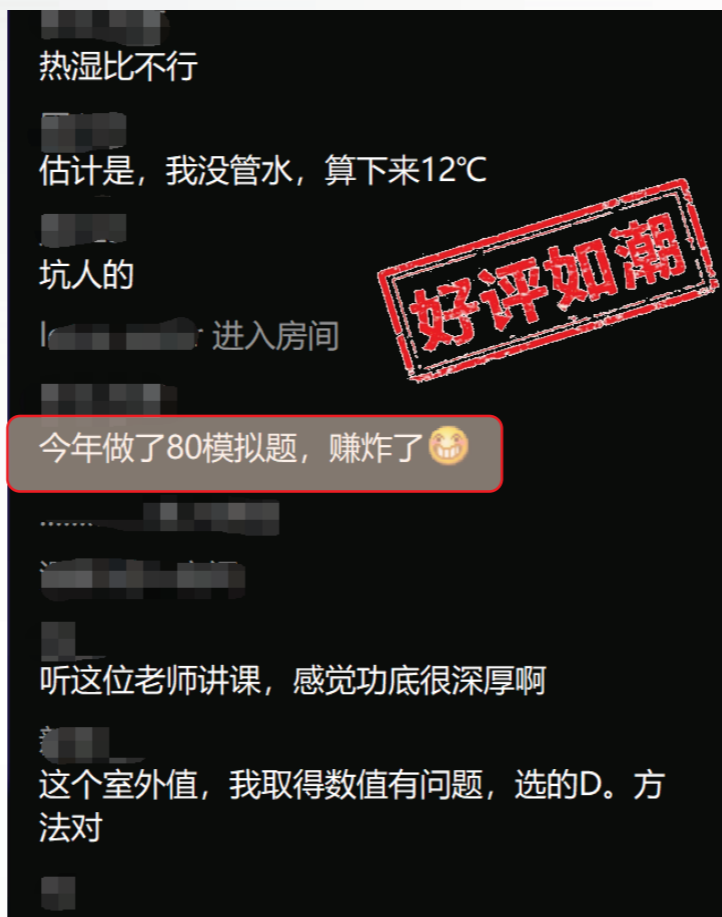 热湿比不行
估计是，我没管水，算下来12℃
好评如潮
坑人的
进入房间
今年做了80模拟题，赚炸了😁
听这位老师讲课，感觉功底很深厚啊
这个室外值，我取得数值有问题，选的D。方
法对